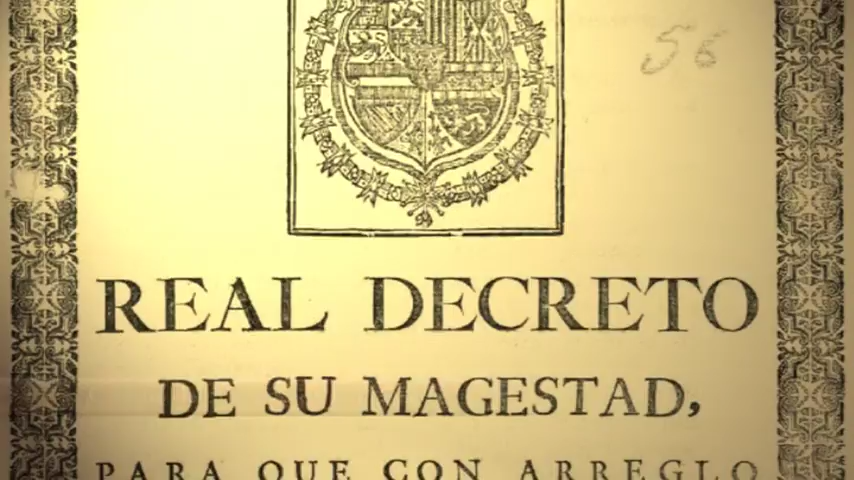 56
REAL DECRETO
DE SU MAGESTAD,
PARA QUE CON ARREGLO